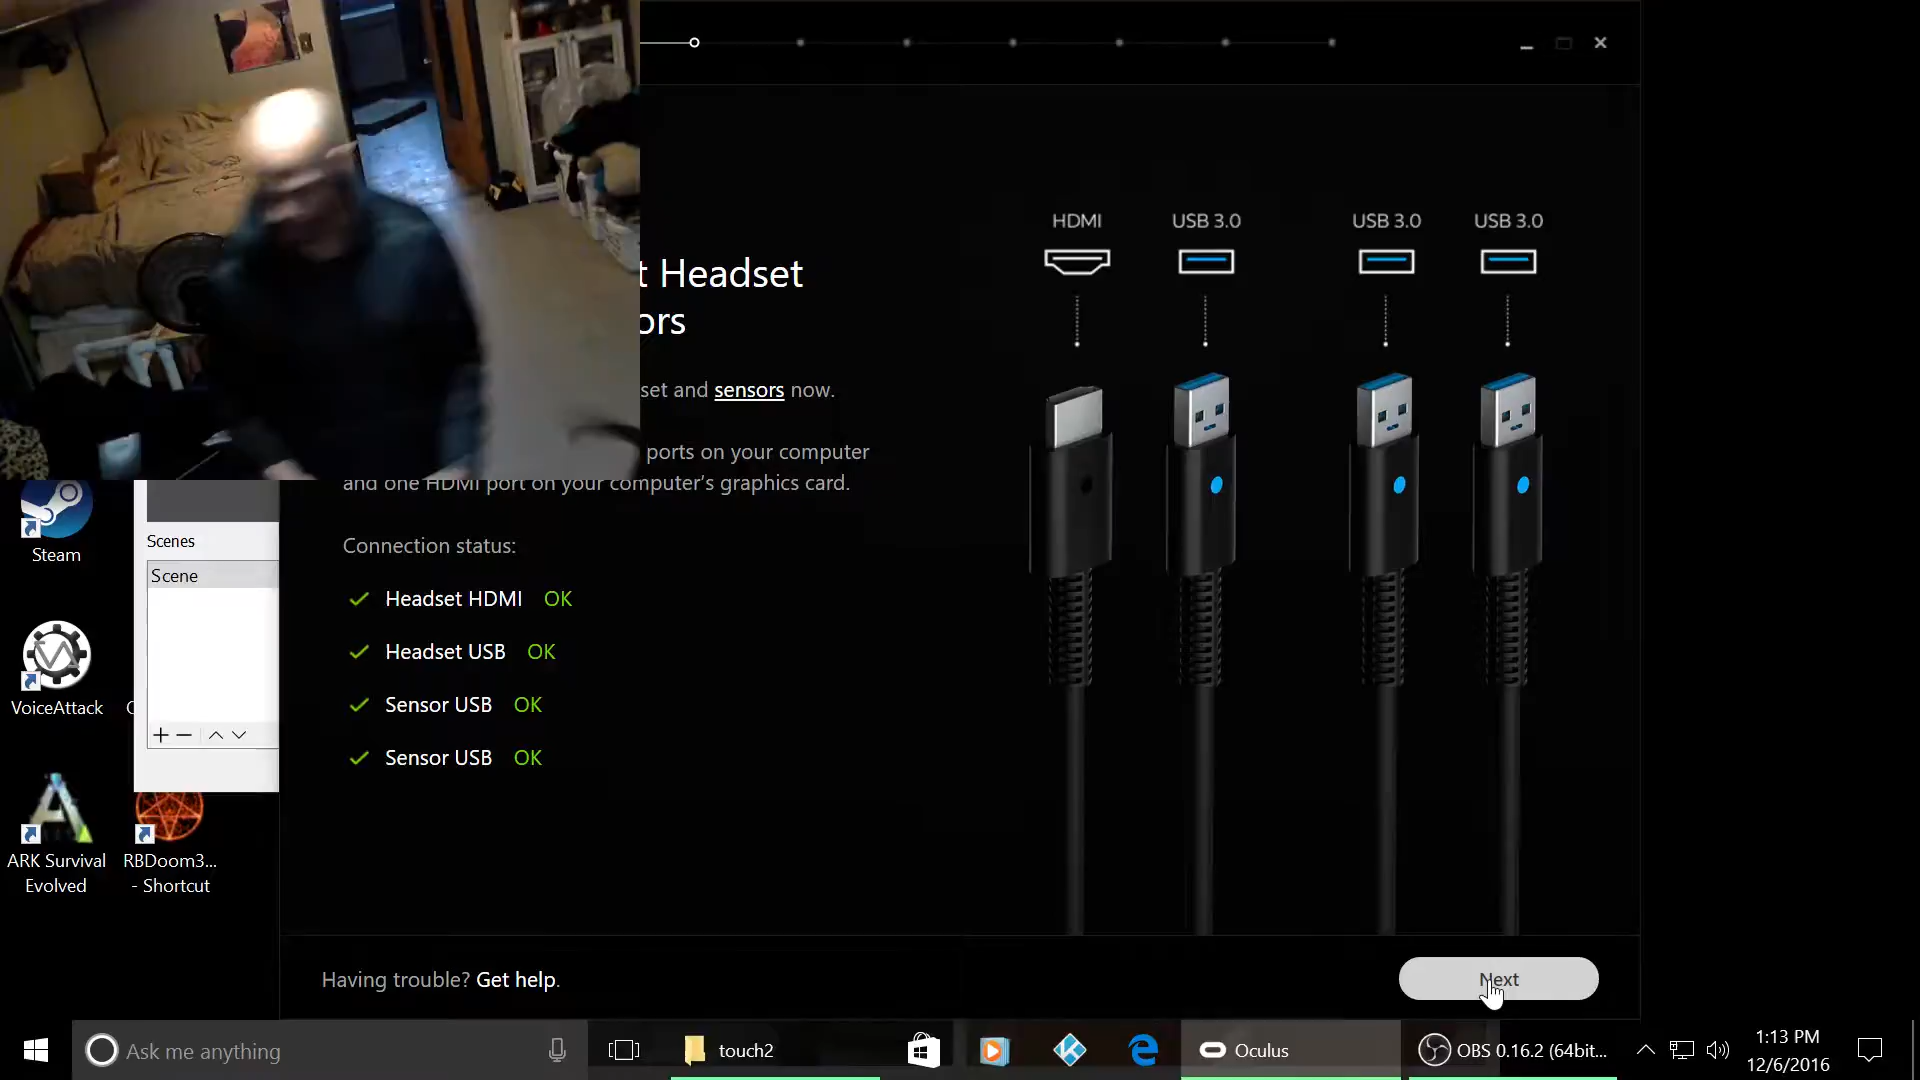 HDMI USB 3.0 USB 3.0 USB 3.0
t Headset
ors
set and sensors now.
ports on your computer
and one HDMI port on your computer's graphics card.
Connection status:
Headset HDMI OK
Headset USB OK
Sensor USB OK
Sensor USB OK
Having trouble? Get help.
Next
Steam
VoiceAttack
ARK Survival
Evolved
RBDoom3...
- Shortcut
Scenes
Scene
Ask me anything
touch2
Oculus
OBS 0.16.2 (64bit...
1:13 PM
12/6/2016